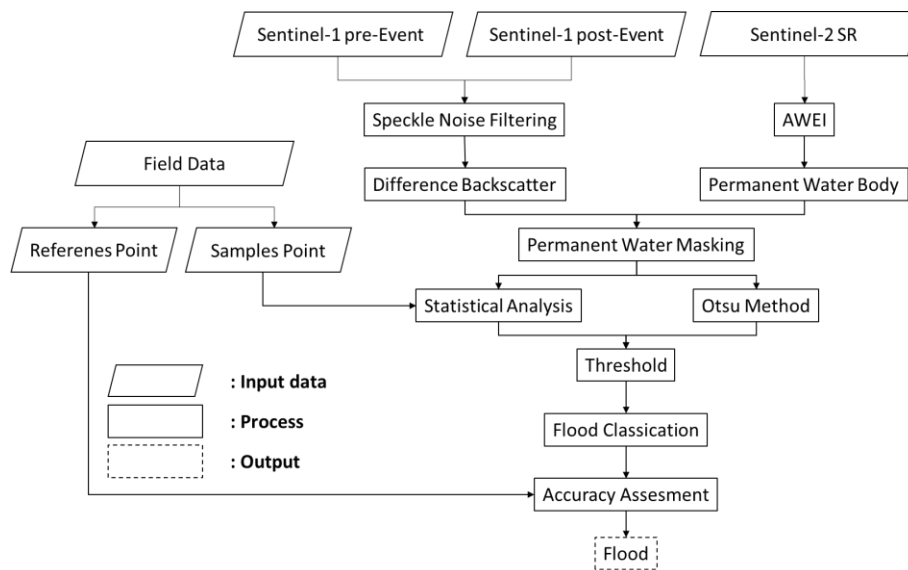 Sentinel-1 pre-Event
Sentinel-1 post-Event
Sentinel-2 SR
Speckle Noise Filtering
AWEI
Field Data
Difference Backscatter
Permanent Water Body
Referenes Point
Samples Point
Permanent Water Masking
Statistical Analysis
Otsu Method
Threshold
: Input data
: Process
Flood Classication
: Output
Accuracy Assesment
Flood